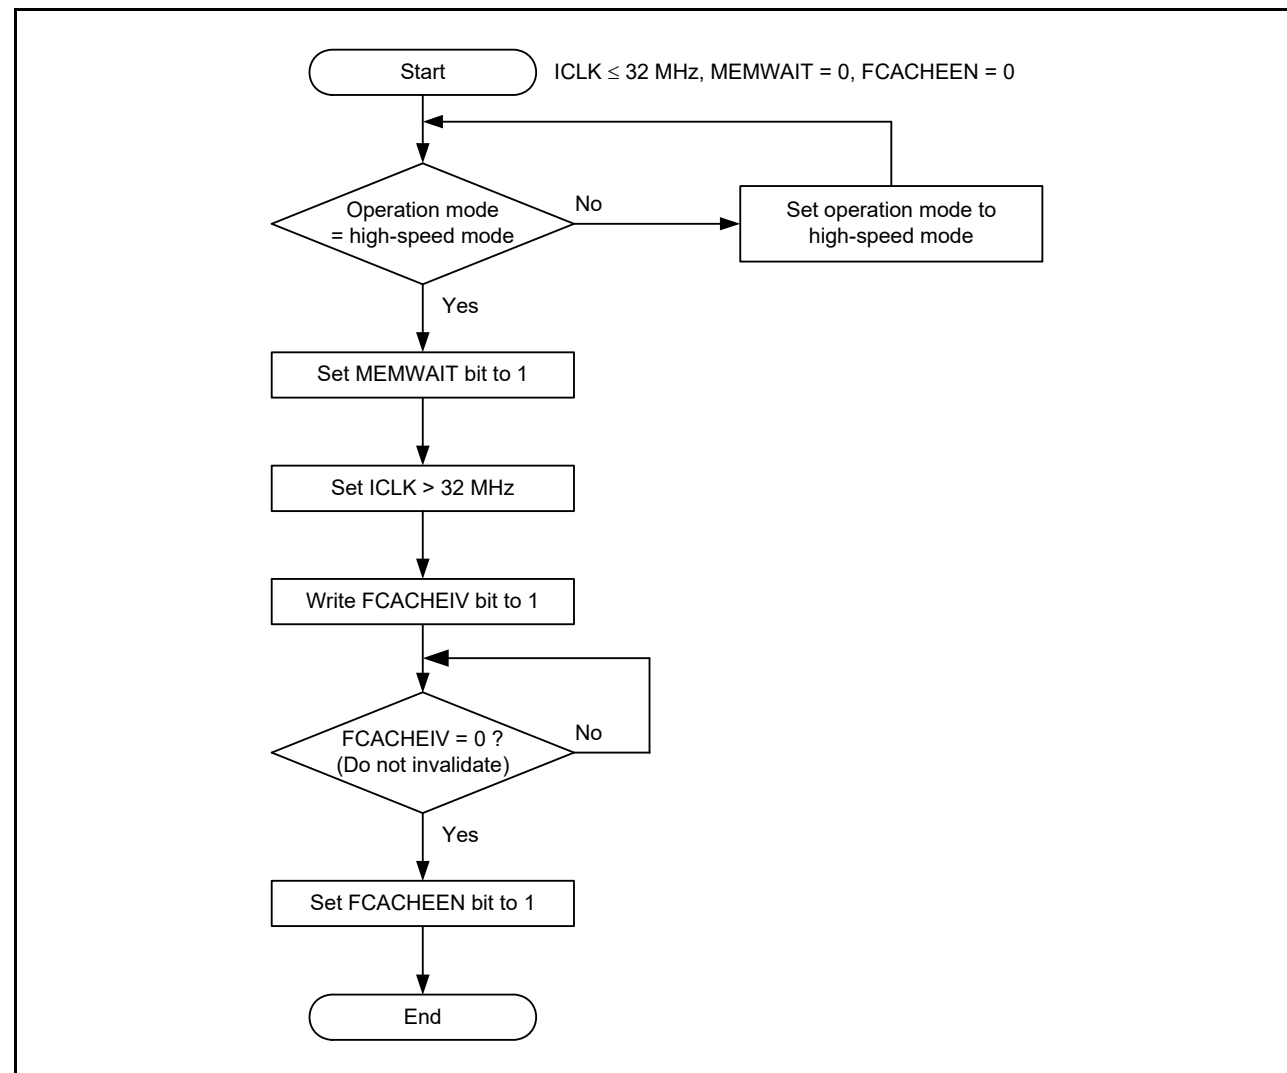 Start
ICLK ≤ 32 MHz, MEMWAIT = 0, FCACHEEN = 0
Operation mode
= high-speed mode
No
Set operation mode to
high-speed mode
Yes
Set MEMWAIT bit to 1
Set ICLK > 32 MHz
Write FCACHEIV bit to 1
FCACHEIV = 0 ?
(Do not invalidate)
No
Yes
Set FCACHEEN bit to 1
End